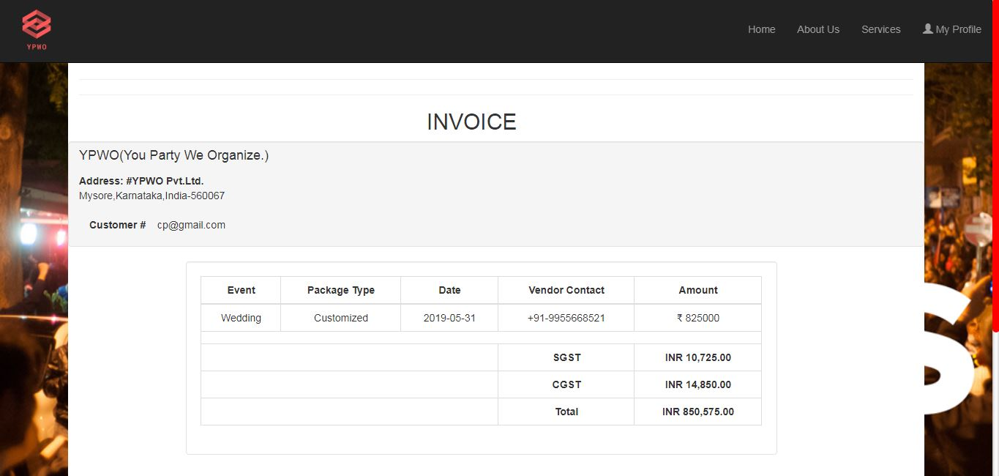 YPWO
Home About Us Services My Profile
INVOICE
YPWO(You Party We Organize.)
Address: #YPWO Pvt.Ltd.
Mysore,Karnataka,India-560067
Customer # cp@gmail.com
Event Package Type Date Vendor Contact Amount
Wedding Customized 2019-05-31 +91-9955668521 ₹ 825000
SGST INR 10,725.00
CGST INR 14,850.00
Total INR 850,575.00
S